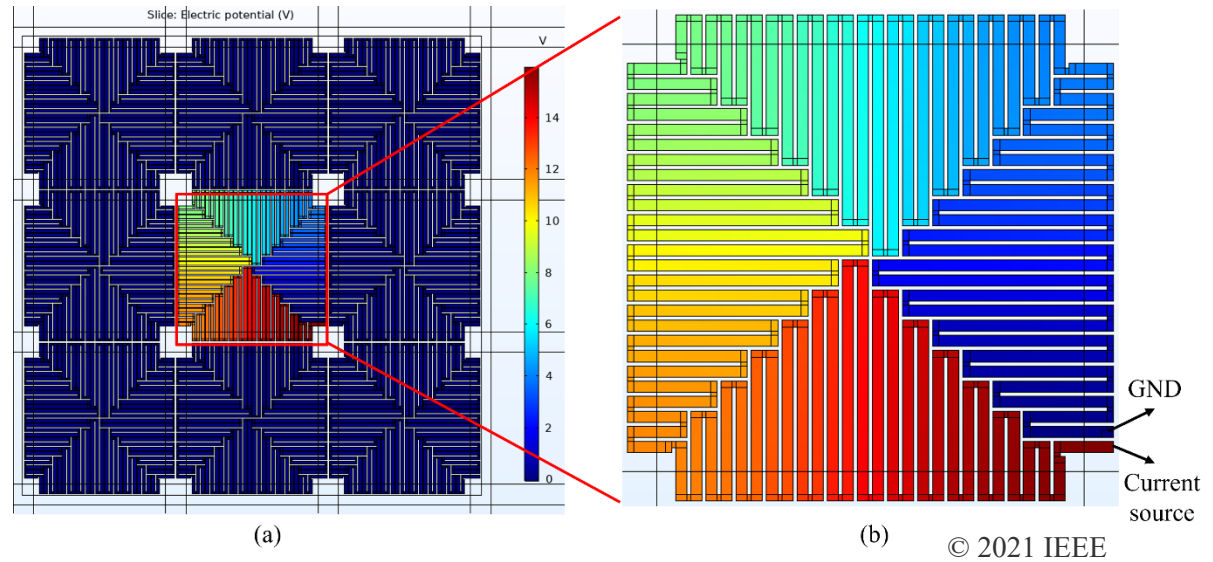 Slice: Electric potential (V)
V
14
12
10
8
6
4
2
0
GND
Current
source
(a)
(b)
© 2021 IEEE